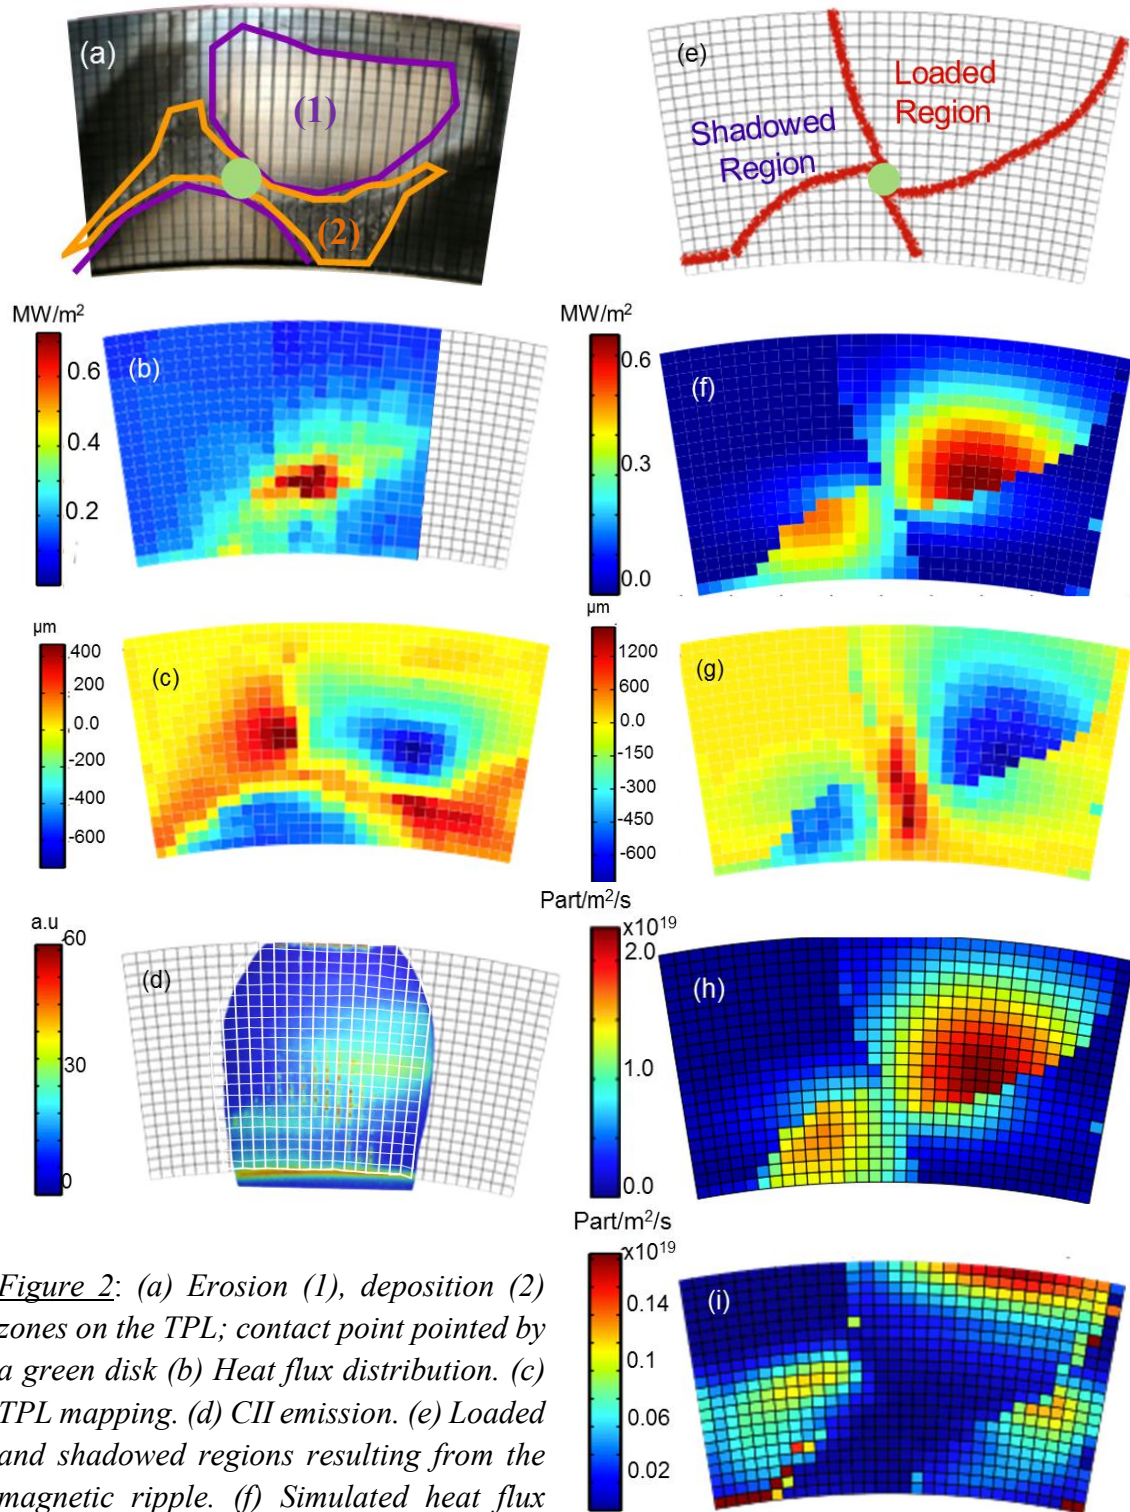 (a)
(1)
(2)
(e)
Loaded
Region
Shadowed
Region
MW/m²
0.6
0.4
0.2
(b)
MW/m²
0.6
0.3
0.0
(f)
µm
400
200
0.0
-200
-400
-600
(c)
µm
1200
600
0.0
-150
-300
-450
-600
(g)
a.u
60
30
0
(d)
Part/m²/s
x10¹⁹
2.0
1.0
0.0
(h)
Part/m²/s
x10¹⁹
0.14
0.1
0.06
0.02
(i)
Figure 2: (a) Erosion (1), deposition (2)
zones on the TPL; contact point pointed by
a green disk (b) Heat flux distribution. (c)
TPL mapping. (d) CII emission. (e) Loaded
and shadowed regions resulting from the
magnetic ripple. (f) Simulated heat flux